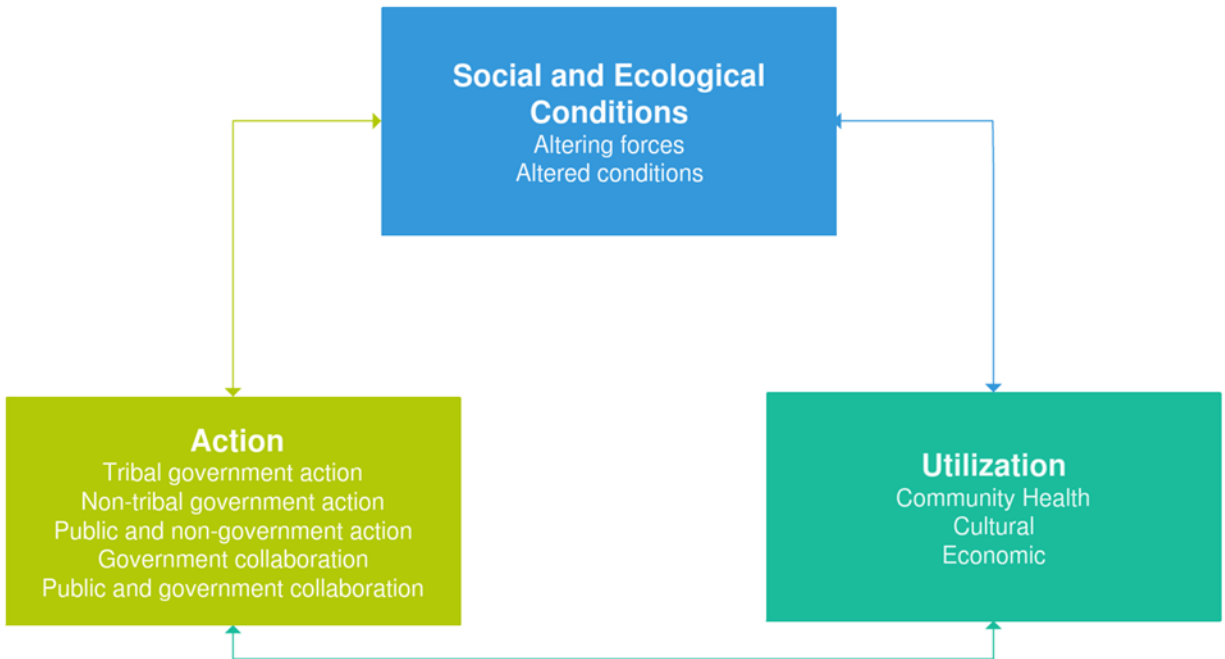 Social and Ecological
Conditions
Altering forces
Altered conditions
Action
Tribal government action
Non-tribal government action
Public and non-government action
Government collaboration
Public and government collaboration
Utilization
Community Health
Cultural
Economic